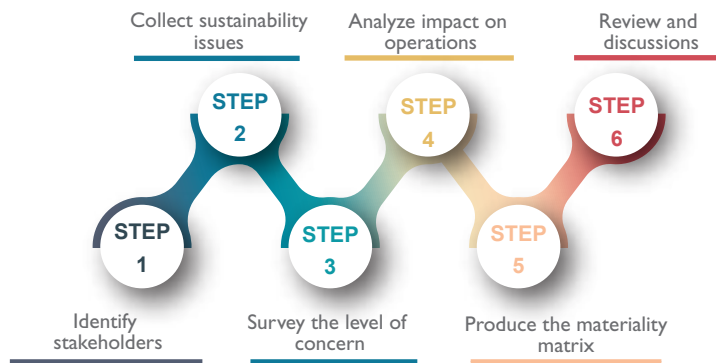 Collect sustainability
issues
Analyze impact on
operations
Review and
discussions
STEP
2
STEP
4
STEP
6
STEP
1
STEP
3
STEP
5
Identify
stakeholders
Survey the level of
concern
Produce the materiality
matrix